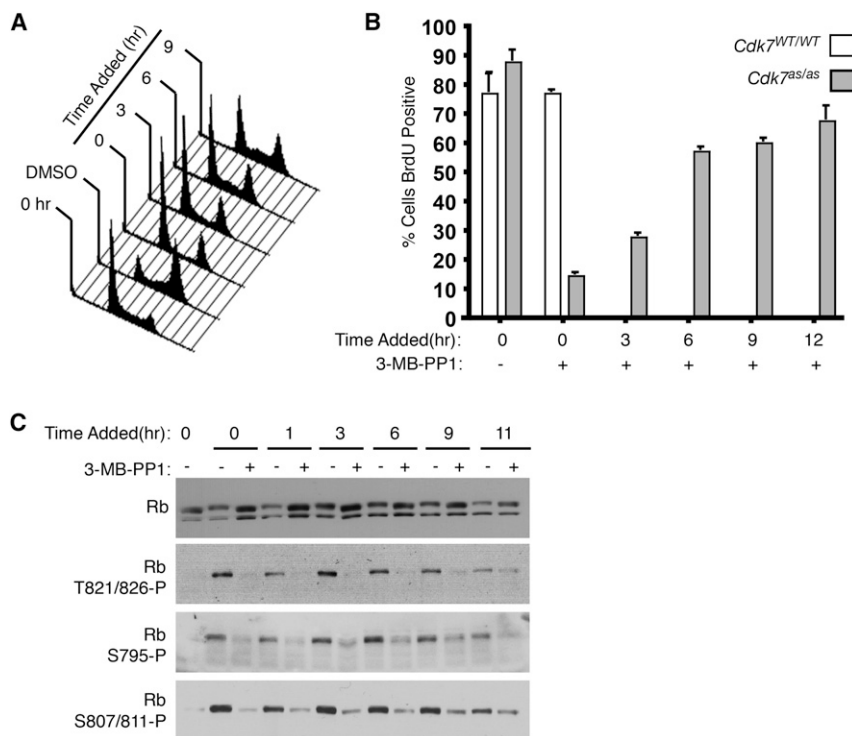 A
Time Added (hr)
9
6
3
0
DMSO
0 hr
B
% Cells BrdU Positive
100
90
80
70
60
50
40
30
20
10
0
Cdk7WT/WT
Cdk7as/as
Time Added(hr): 0 0 3 6 9 12
3-MB-PP1: - + + + + +
C
Time Added(hr): 0 0 1 3 6 9 11
3-MB-PP1: - - + - + - + - + - + - +
Rb
Rb
T821/826-P
Rb
S795-P
Rb
S807/811-P